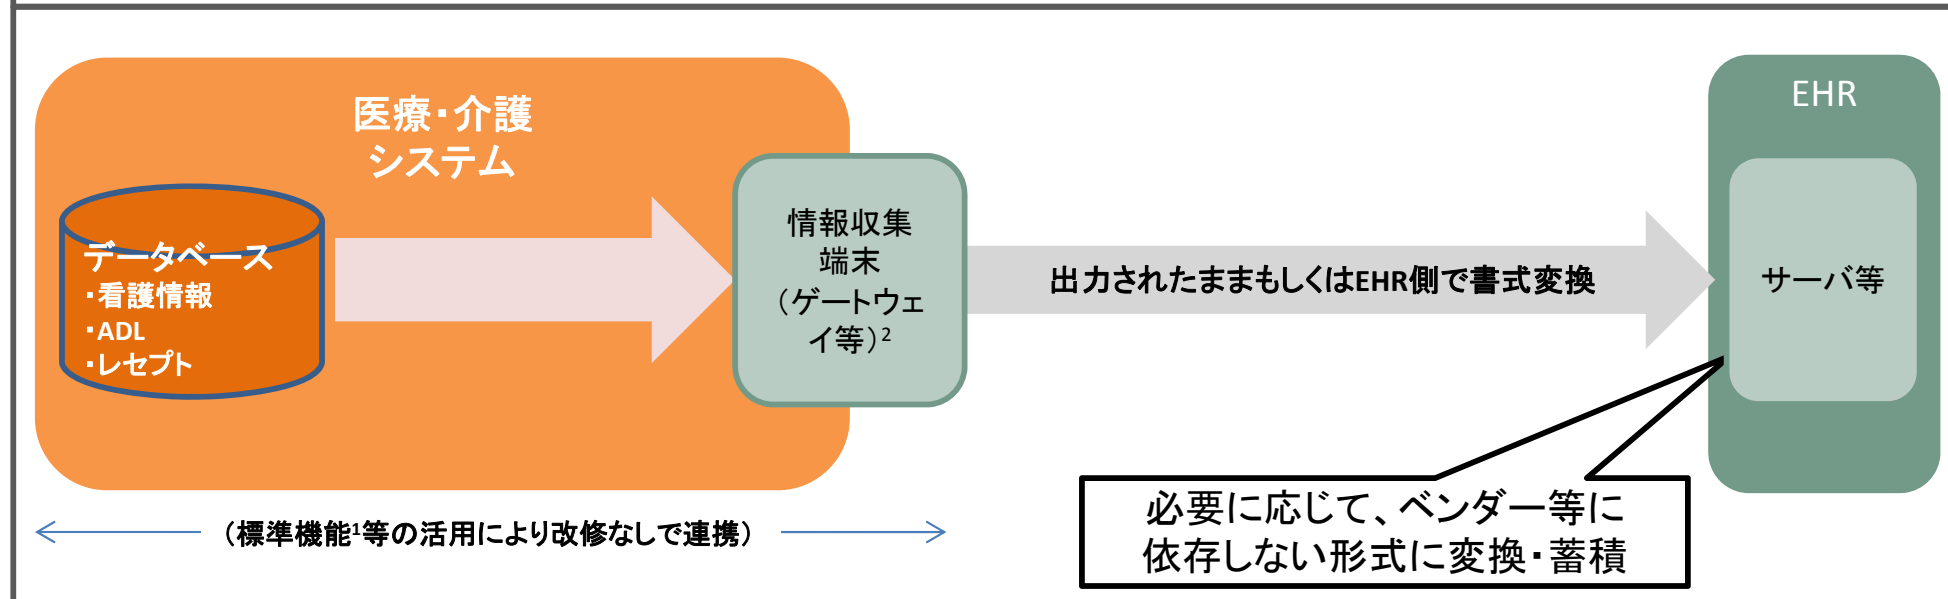 医療・介護
システム
データベース
・看護情報
・ADL
・レセプト
情報収集
端末
（ゲートウェ
イ等）2
出力されたままもしくはEHR側で書式変換
EHR
サーバ等
（標準機能1等の活用により改修なしで連携）
必要に応じて、ベンダー等に
依存しない形式に変換・蓄積